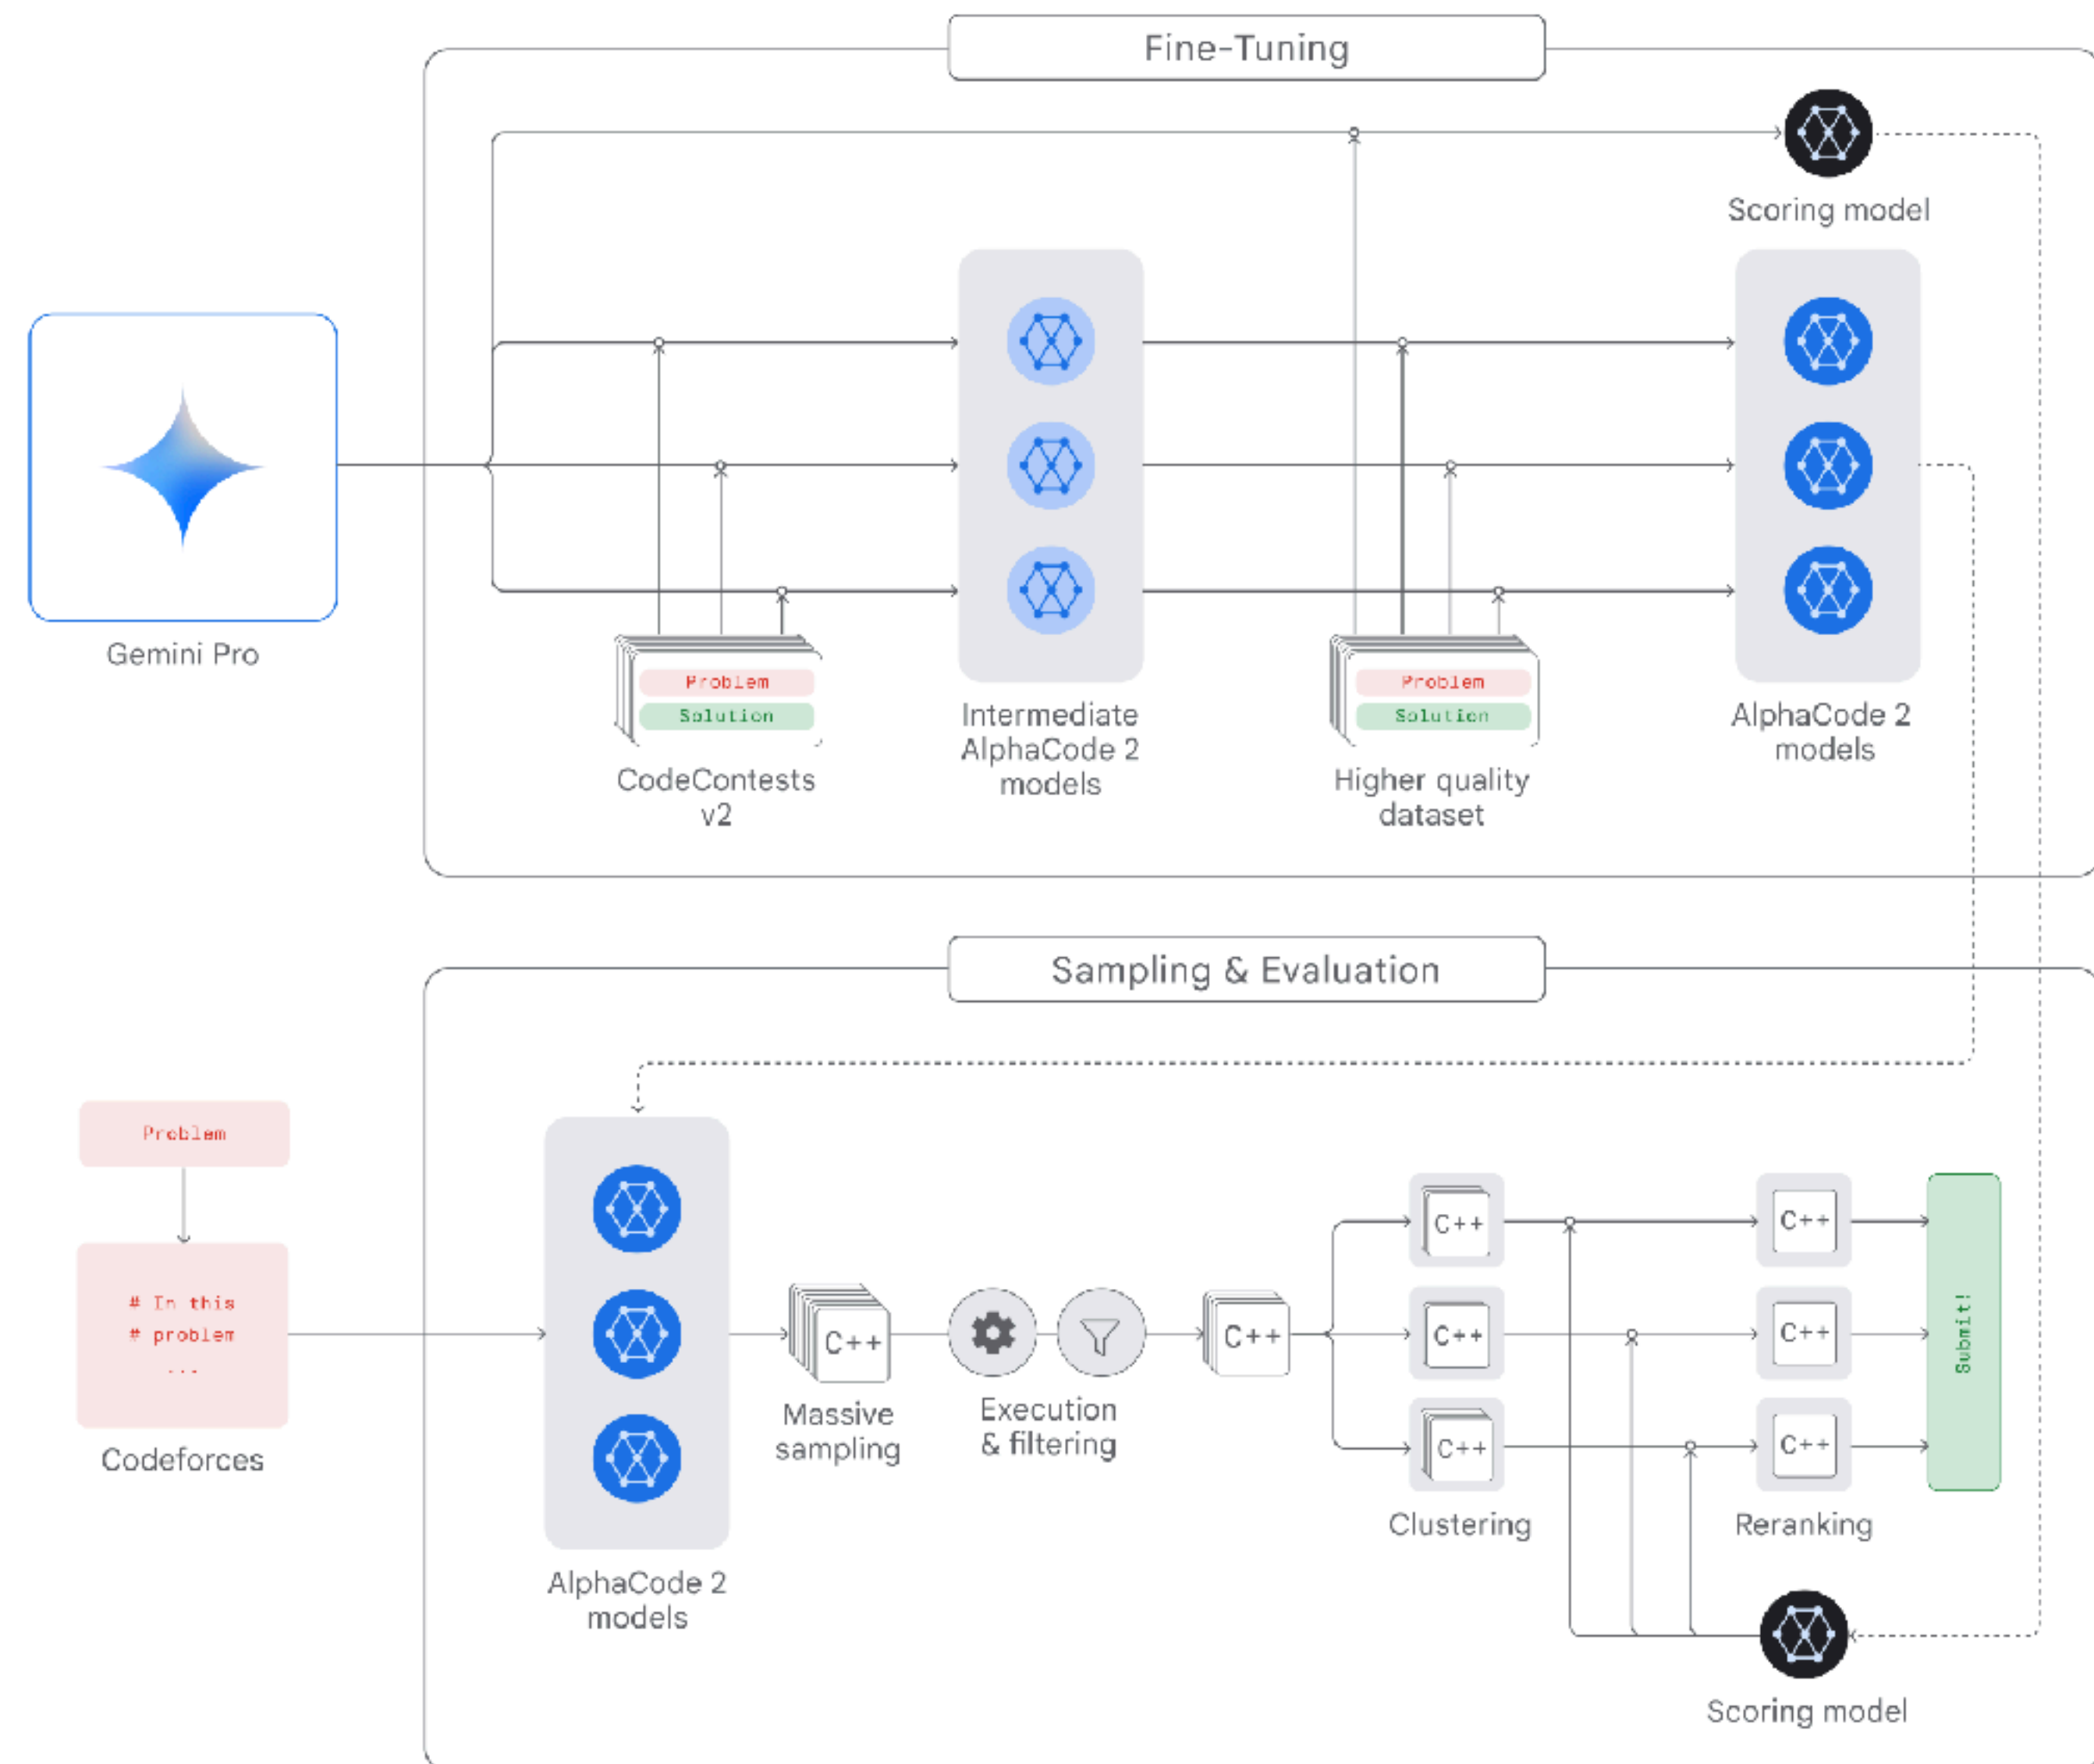 Fine-Tuning
Scoring model
Gemini Pro
Problem
Solution
CodeContests
v2
Intermediate
AlphaCode 2
models
Problem
Solution
Higher quality
dataset
AlphaCode 2
models
Sampling & Evaluation
Problem
# In this
# problem
...
Codeforces
AlphaCode 2
models
C++
Massive
sampling
Execution
& filtering
C++
C++
C++
C++
Clustering
C++
C++
C++
Reranking
Submit!
Scoring model